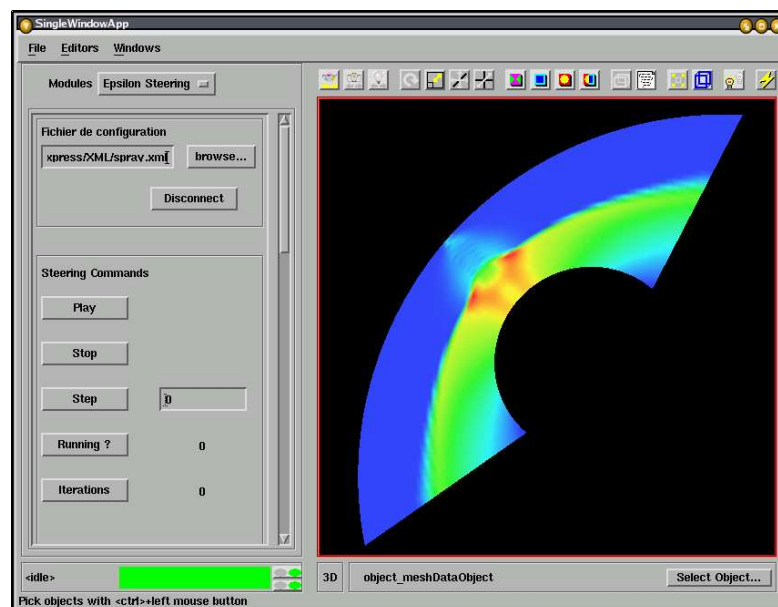 SingleWindowApp
File Editors Windows
Modules Epsilon Steering
Fichier de configuration
xpress/XML/spray.xml browse...
Disconnect
Steering Commands
Play
Stop
Step 0
Running ? 0
Iterations 0
<idle>
3D object_meshDataObject Select Object...
Pick objects with <ctrl>+left mouse button